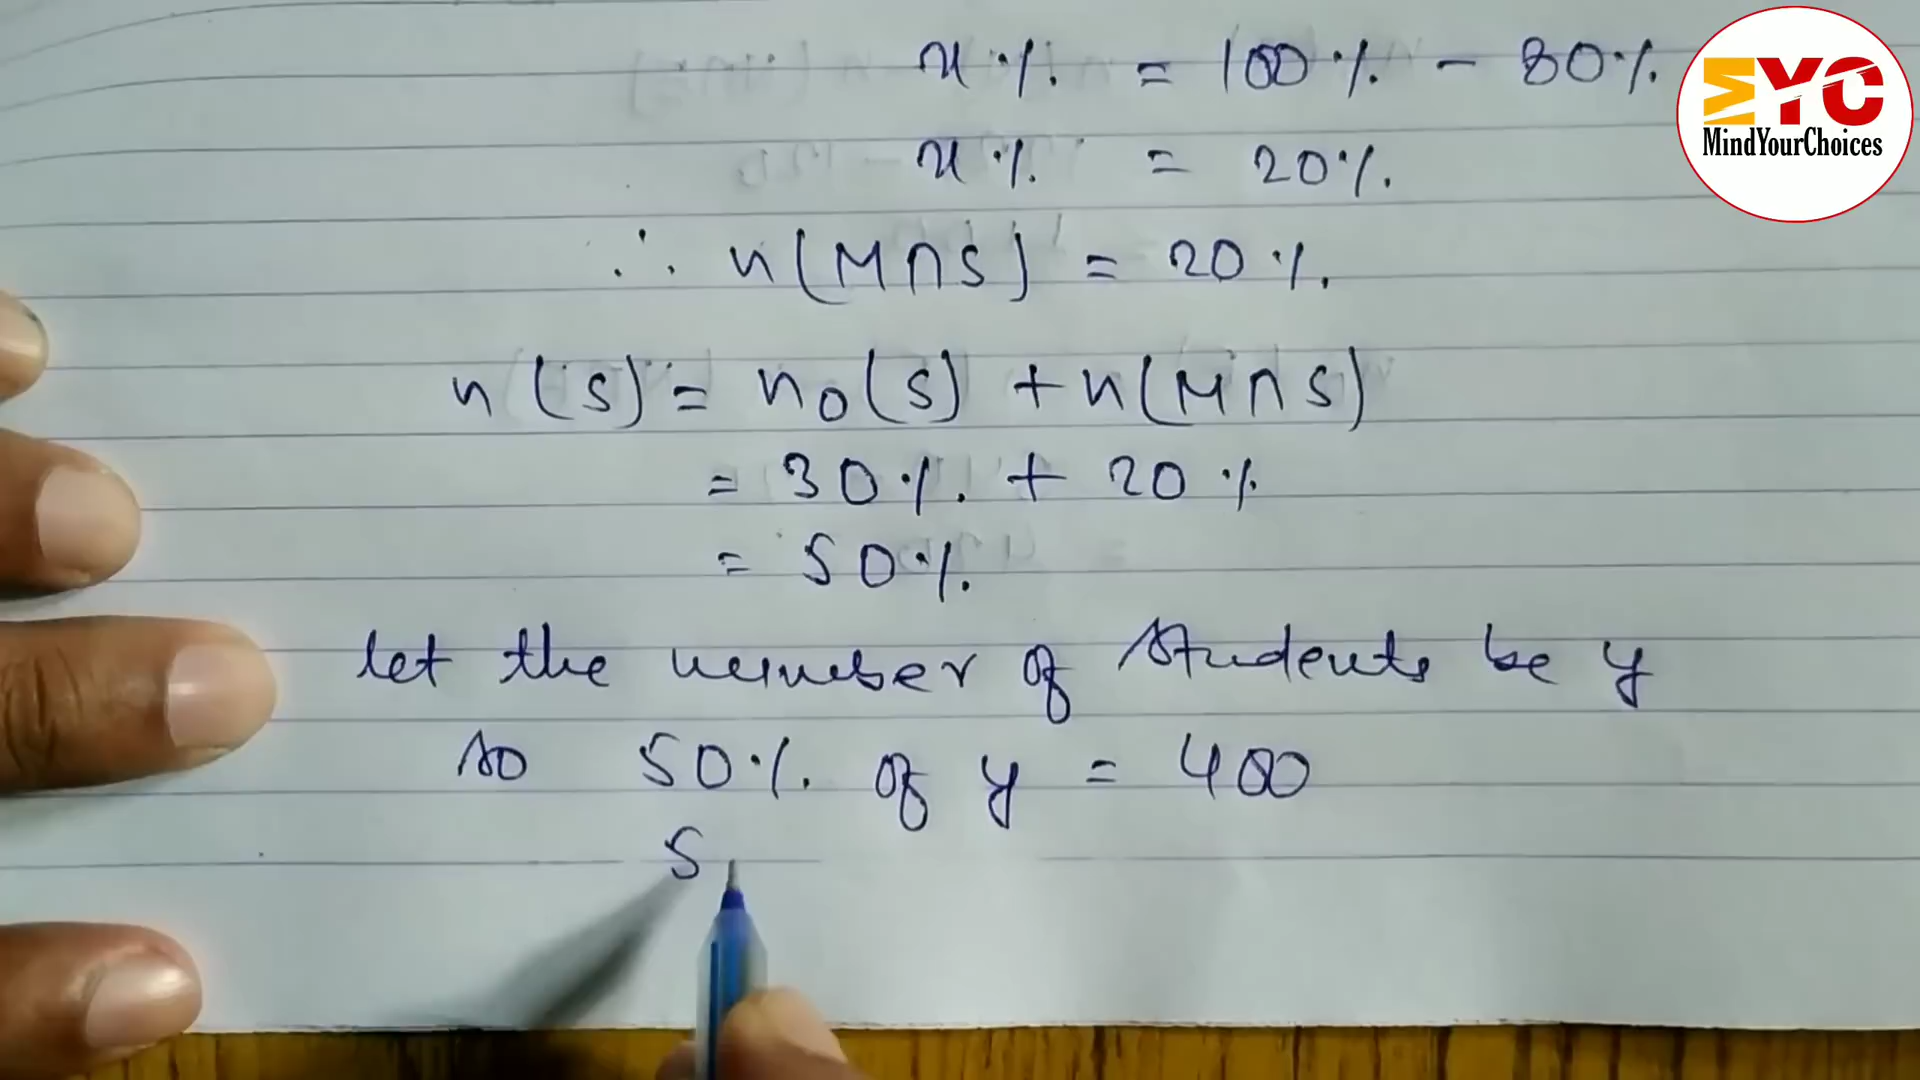 x % = 100 % - 80 %
MYC
MindYourChoices
x % = 20 %
∴ n(M∩S) = 20 %
n(S) = n₀(S) + n(M∩S)
= 30 % + 20 %
= 50 %
let the number of students be y
so 50 % of y = 400
5